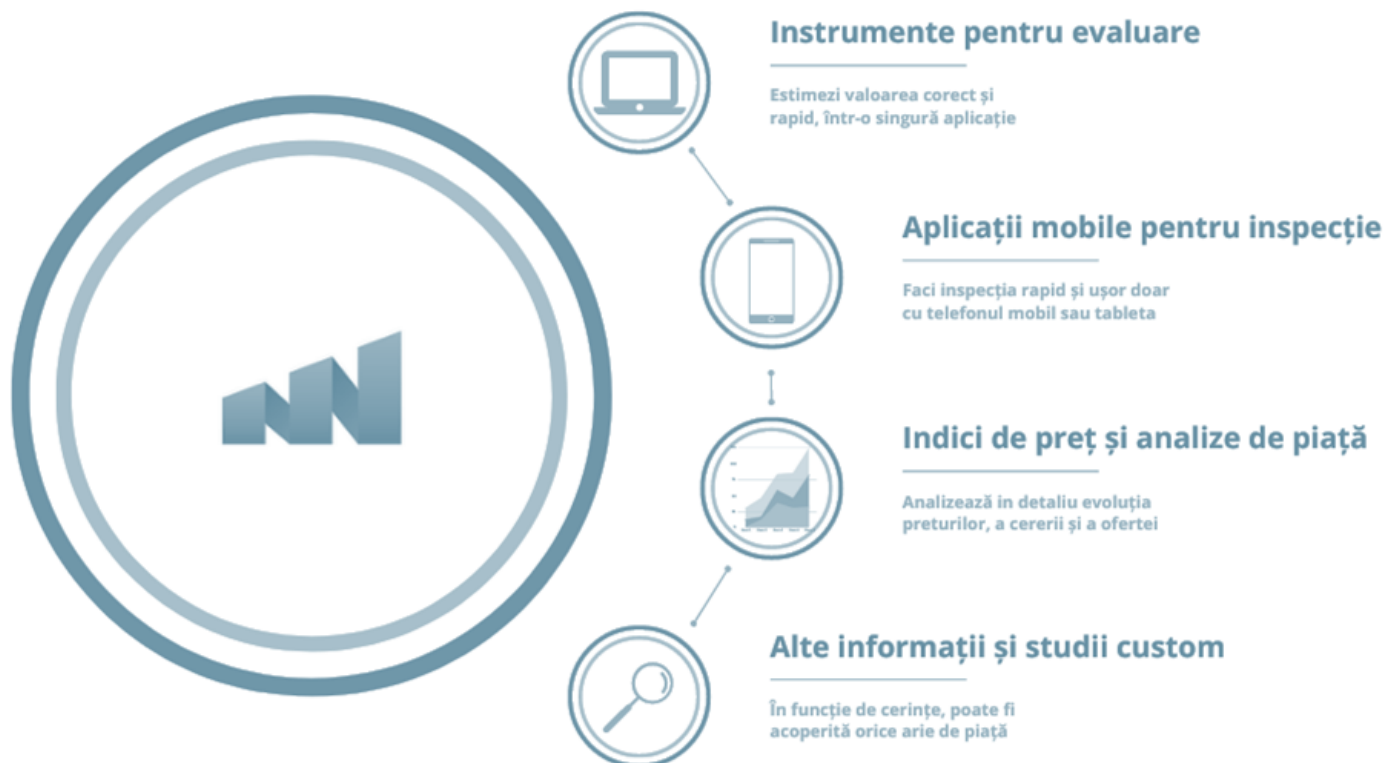 Instrumente pentru evaluare
Estimezi valoarea corect și
rapid, într-o singură aplicație
Aplicații mobile pentru inspecție
Faci inspecția rapid și ușor doar
cu telefonul mobil sau tableta
Indici de preț și analize de piață
Analizează in detaliu evoluția
preturilor, a cererii și a ofertei
Alte informații și studii custom
În funcție de cerințe, poate fi
acoperită orice arie de piață